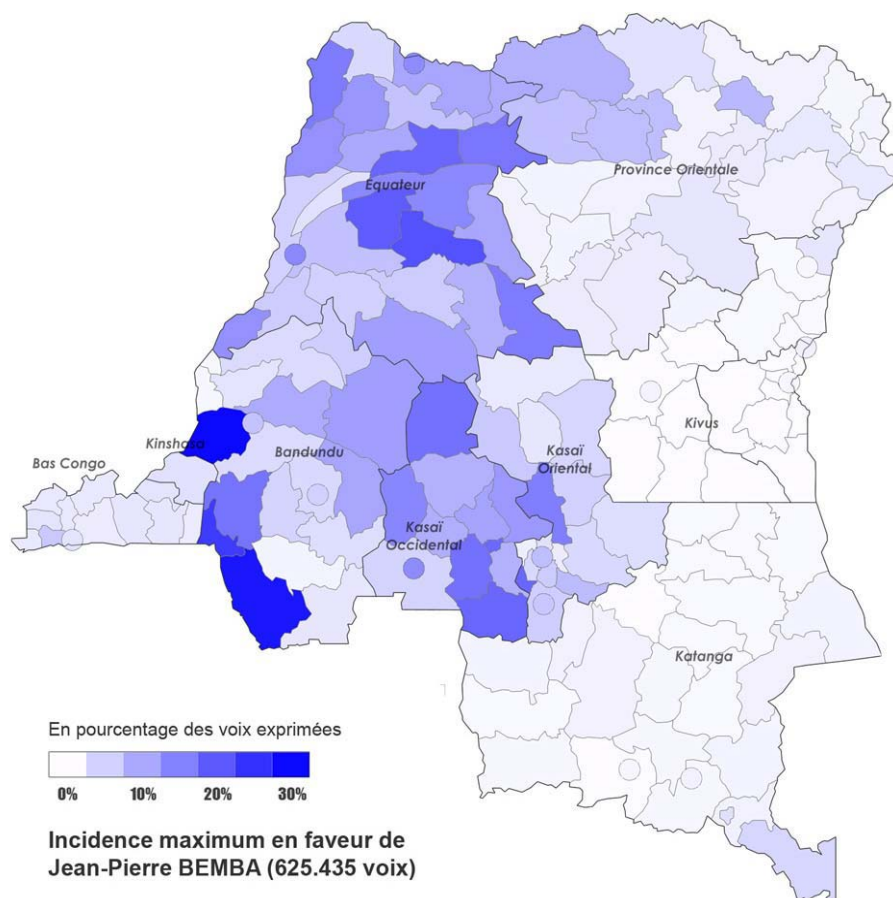 Equateur
Province Orientale
Kinshasa
Bas Congo
Bandundu
Kasaï
Oriental
Kivus
Kasaï
Occidental
Katanga
En pourcentage des voix exprimées
0% 10% 20% 30%
Incidence maximum en faveur de
Jean-Pierre BEMBA (625.435 voix)